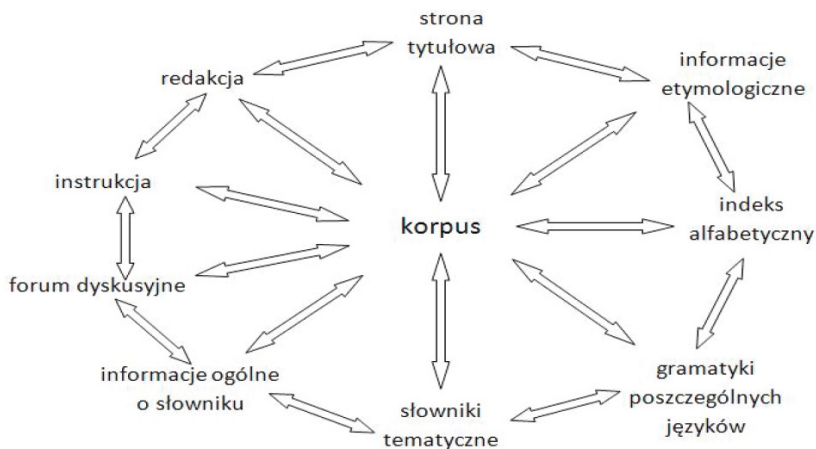 strona
tytułowa
informacje
etymologiczne
redakcja
instrukcja
korpus
indeks
alfabetyczny
forum dyskusyjne
informacje ogólne
o słowniku
słowniki
tematyczne
gramatyki
poszczególnych
języków